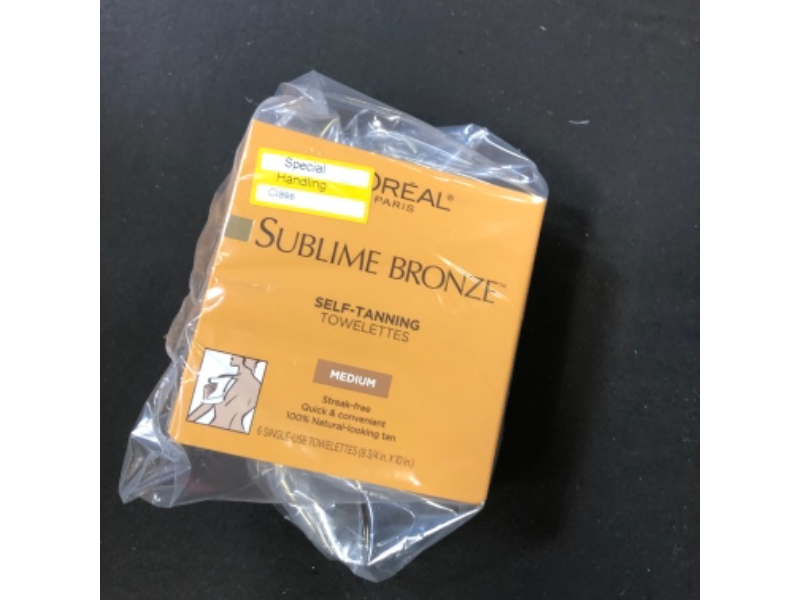 Special
Handling
Class
ORÉAL®
PARIS
SUBLIME BRONZE™
SELF-TANNING
TOWELETTES
MEDIUM
Streak-free
Quick & convenient
100% Natural-looking tan
6 SINGLE-USE TOWELETTES (8 3/4 in. X 10 in.)